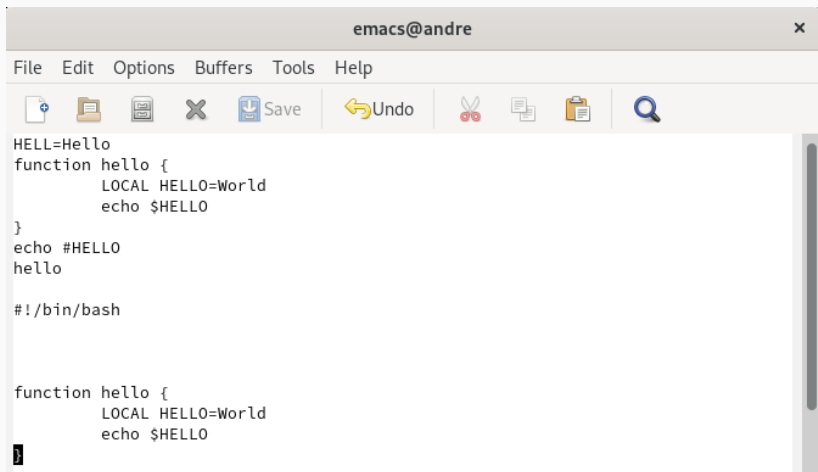 emacs@andre
File Edit Options Buffers Tools Help
Save Undo
HELL=Hello
function hello {
LOCAL HELLO=World
echo $HELLO
}
echo #HELLO
hello
#!/bin/bash
function hello {
LOCAL HELLO=World
echo $HELLO
}